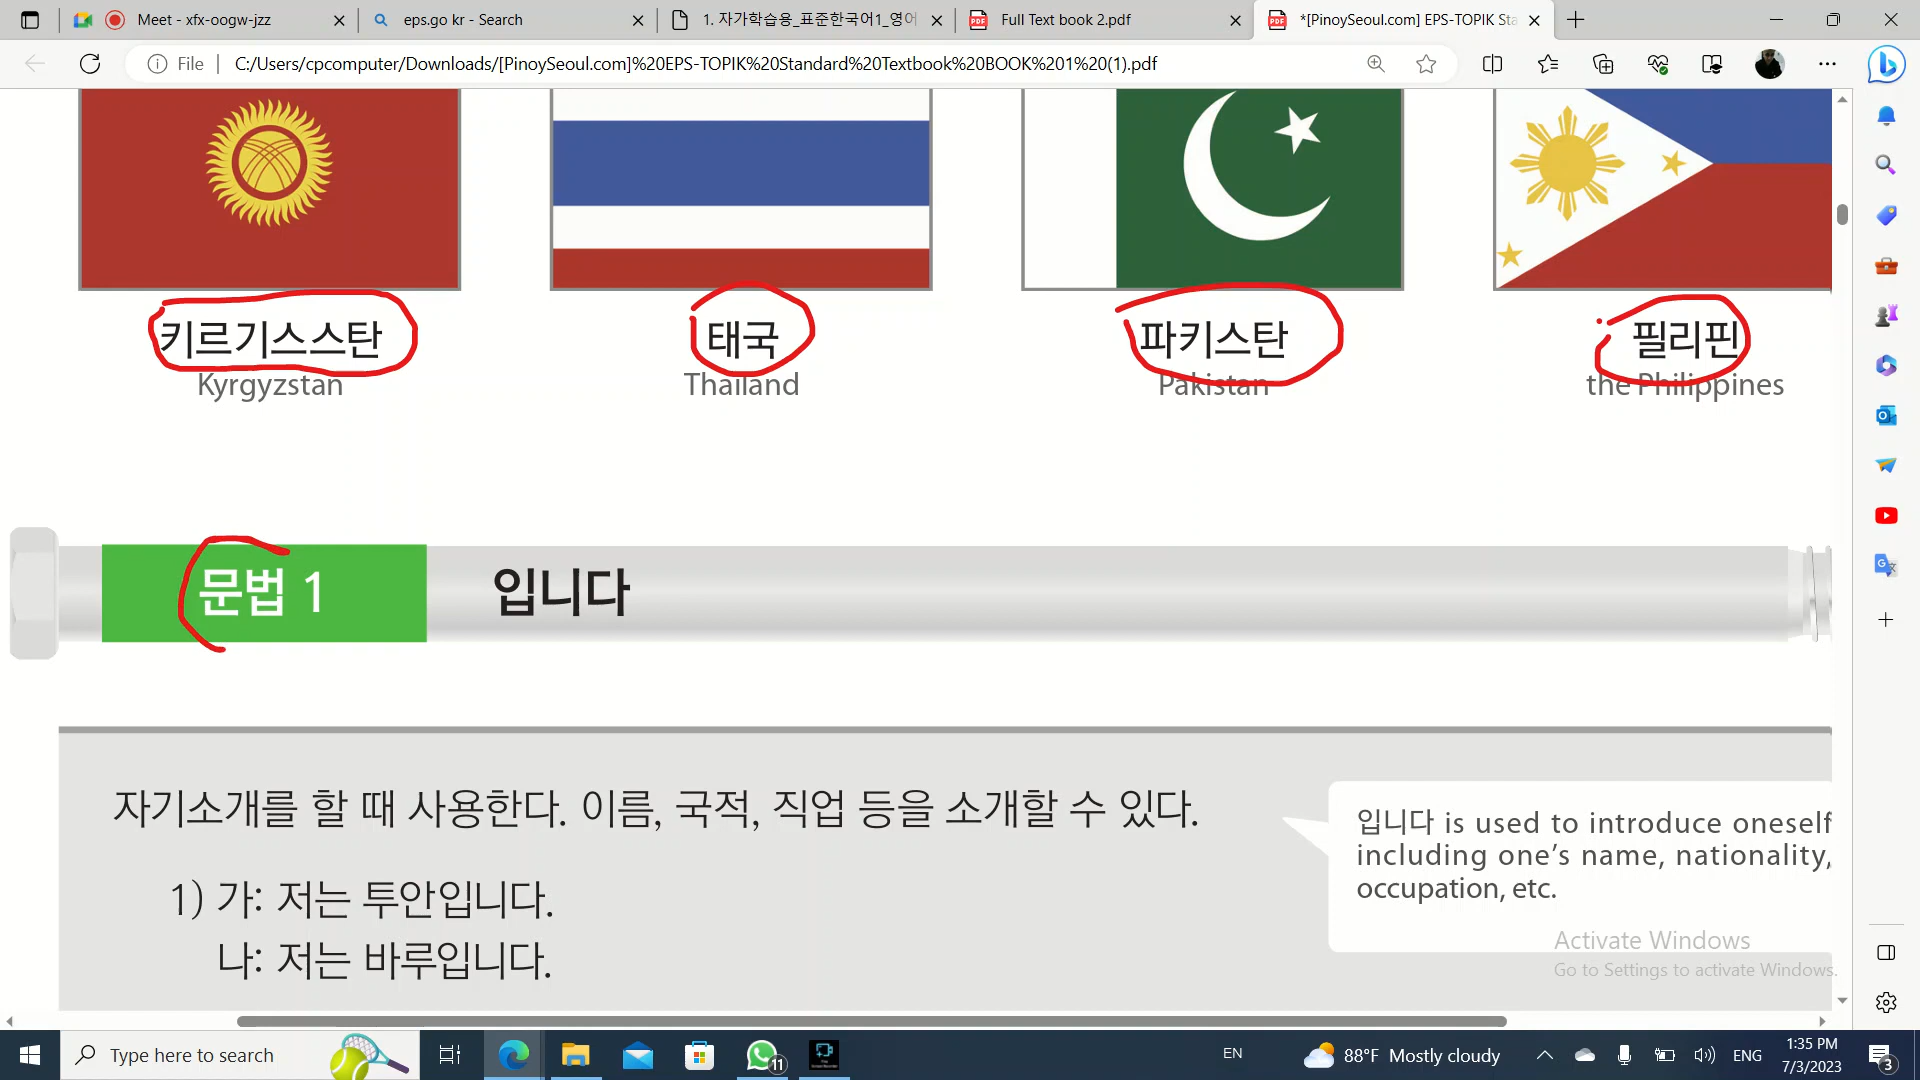 Meet - xfx-oogw-jzz
eps.go kr - Search
1. 자가학습용_표준한국어1_영어
Full Text book 2.pdf
*[PinoySeoul.com] EPS-TOPIK Sta
File
C:/Users/cpcomputer/Downloads/[PinoySeoul.com]%20EPS-TOPIK%20Standard%20Textbook%20BOOK%201%20(1).pdf
키르기스스탄 태국 파키스탄 필리핀
Kyrgyzstan Thailand Pakistan the Philippines
문법 1 입니다
자기소개를 할 때 사용한다. 이름, 국적, 직업 등을 소개할 수 있다.
입니다 is used to introduce oneself
including one's name, nationality,
occupation, etc.
1) 가: 저는 투안입니다.
나: 저는 바루입니다.
Activate Windows
Go to Settings to activate Windows.
Type here to search
11
EN
88°F Mostly cloudy
ENG
1:35 PM
7/3/2023
3